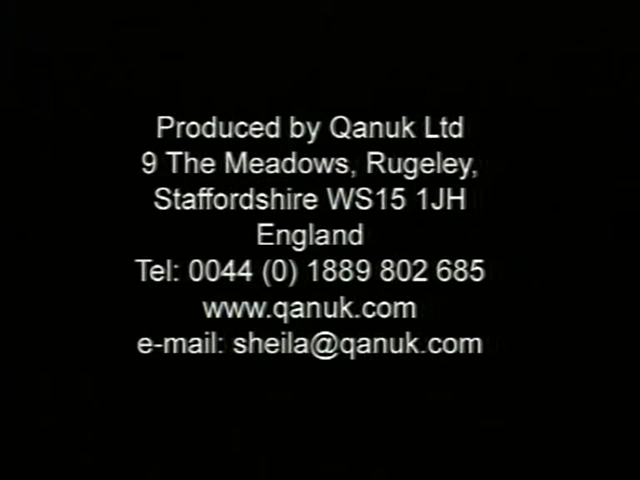 Produced by Qanuk Ltd
9 The Meadows, Rugeley,
Staffordshire WS15 1JH
England
Tel: 0044 (0) 1889 802 685
www.qanuk.com
e-mail: sheila@qanuk.com